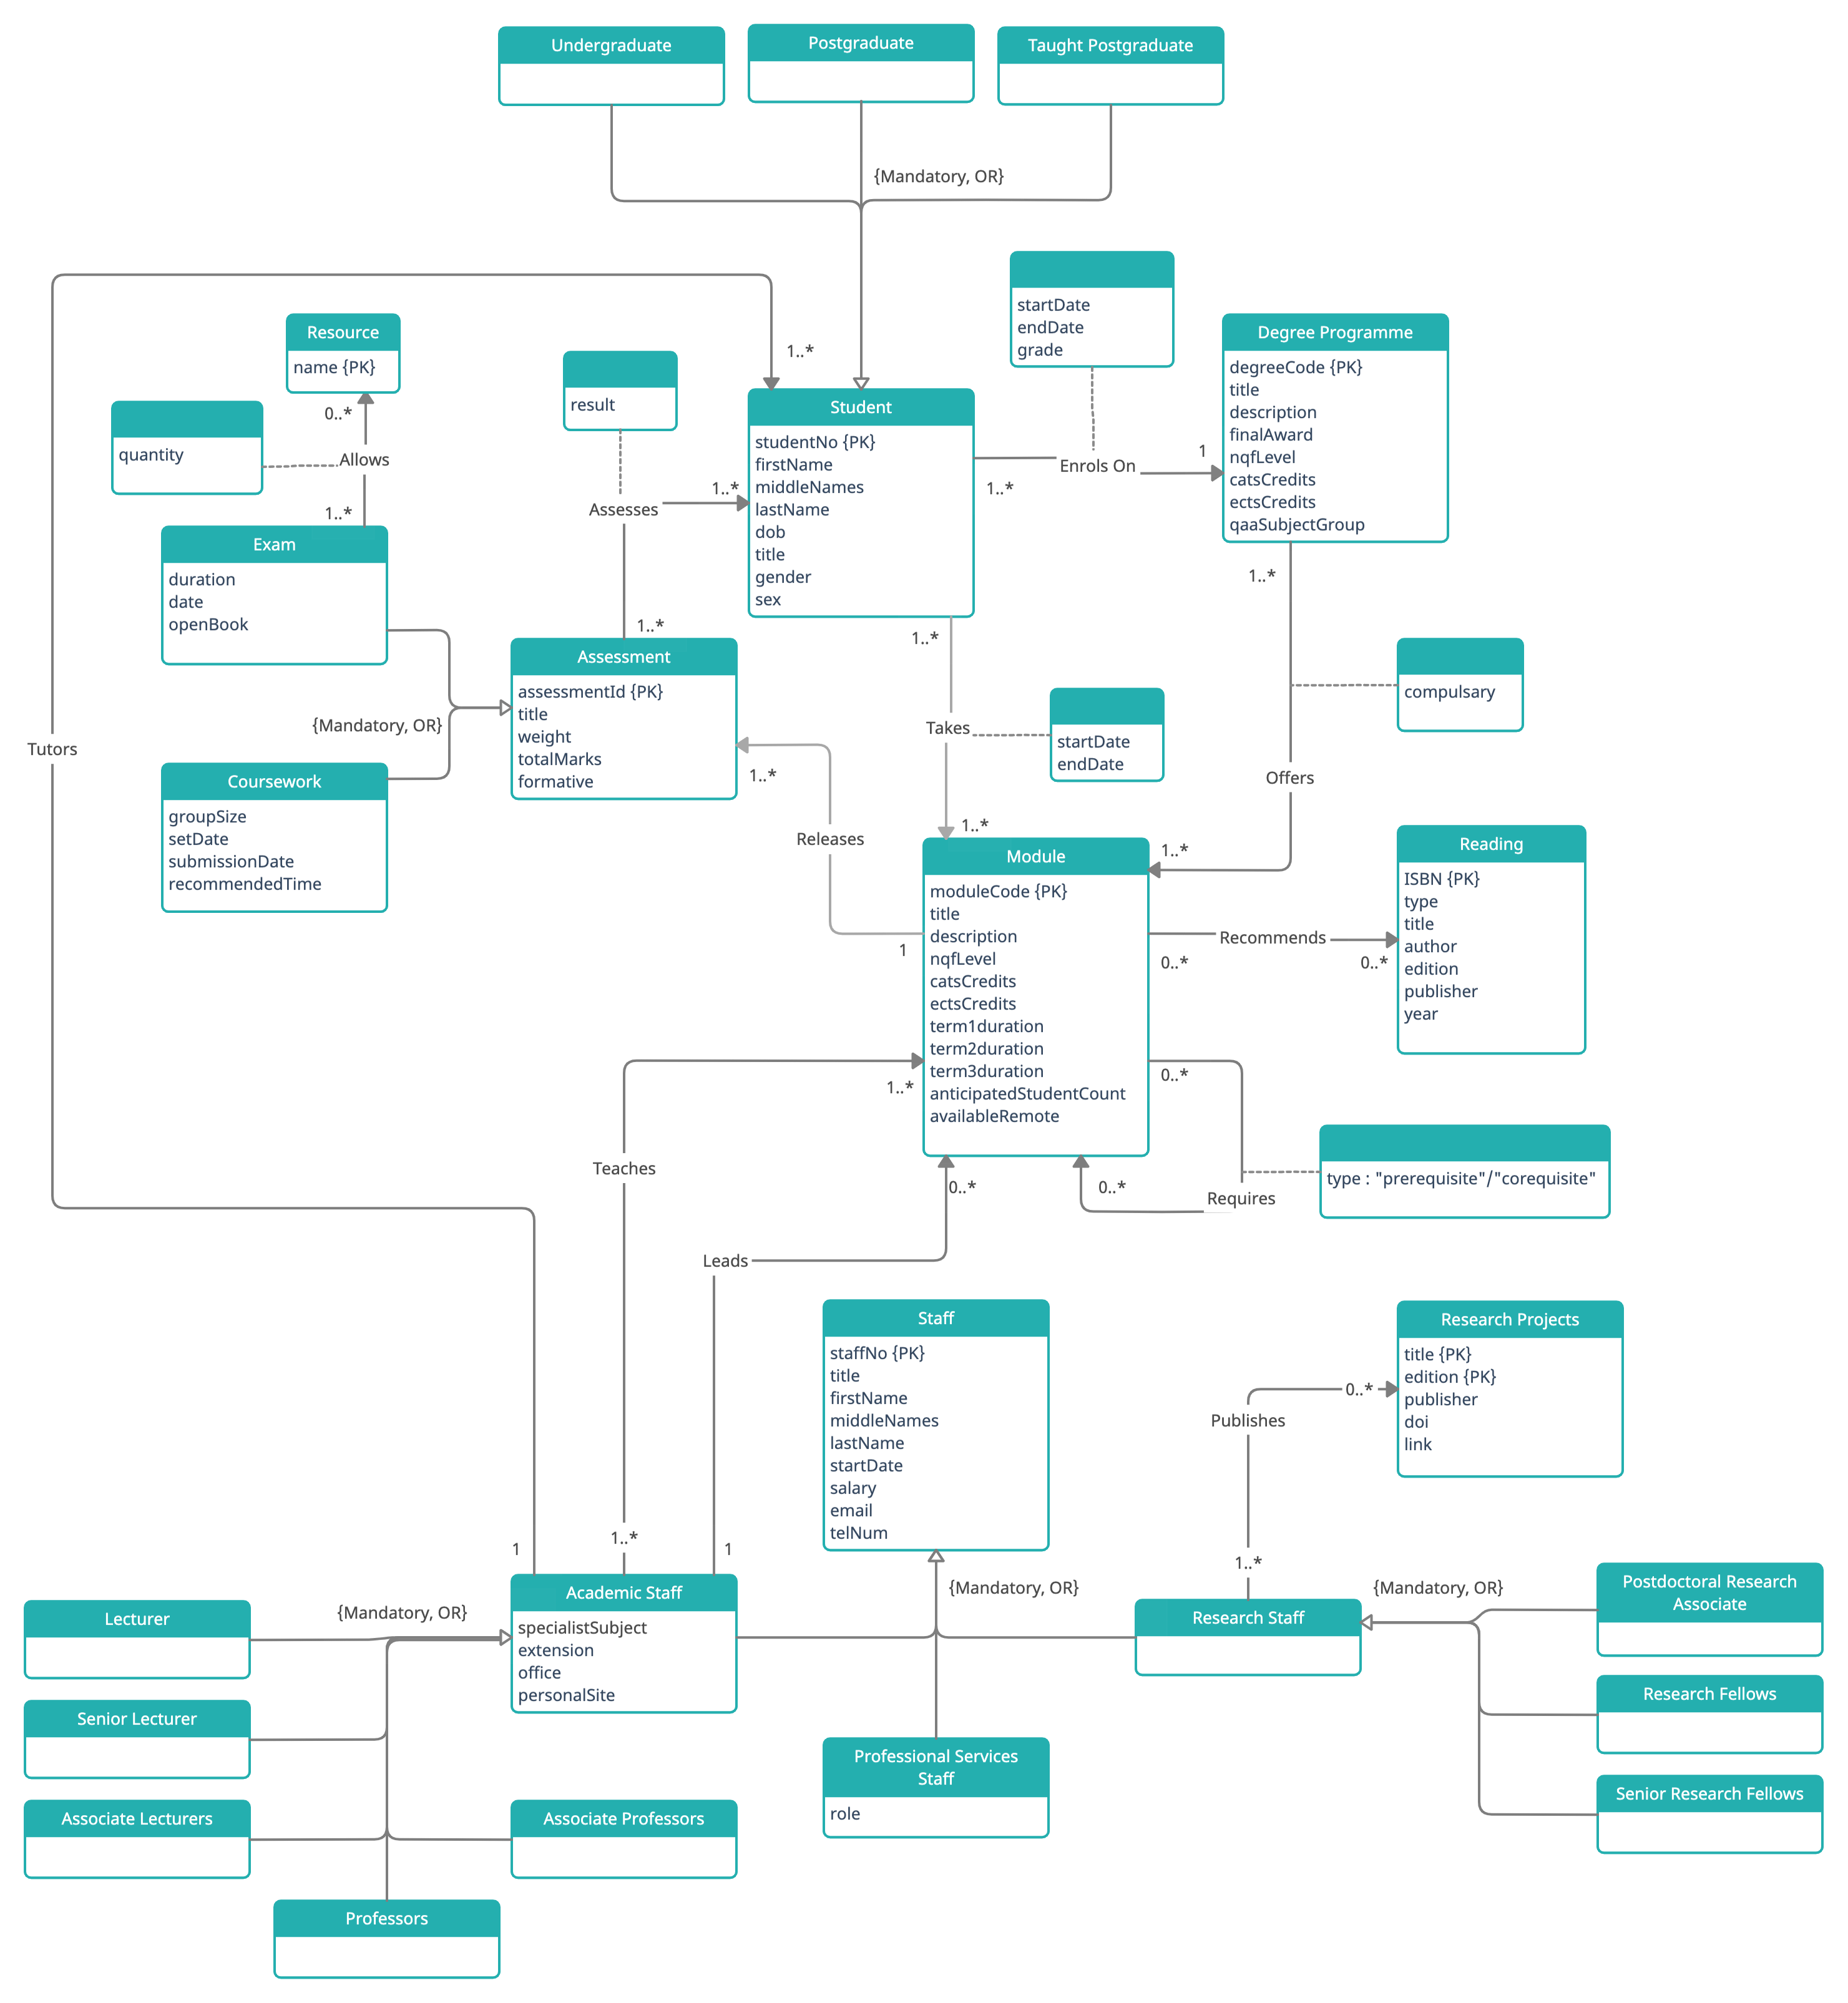 Undergraduate
Postgraduate
Taught Postgraduate
{Mandatory, OR}
startDate
endDate
grade
Resource
name {PK}
0..*
quantity
Allows
1..*
result
Assesses
1..*
1..*
1..*
Student
studentNo {PK}
firstName
middleNames
lastName
dob
title
gender
sex
1..*
Enrols On
1
Degree Programme
degreeCode {PK}
title
description
finalAward
nqfLevel
catsCredits
ectsCredits
qaaSubjectGroup
Exam
duration
date
openBook
{Mandatory, OR}
Coursework
groupSize
setDate
submissionDate
recommendedTime
Assessment
assessmentId {PK}
title
weight
totalMarks
formative
1..*
Releases
1
1..*
Takes
1..*
startDate
endDate
1..*
compulsary
Offers
1..*
Tutors
Module
moduleCode {PK}
title
description
nqfLevel
catsCredits
ectsCredits
term1duration
term2duration
term3duration
anticipatedStudentCount
availableRemote
Recommends
0..*
0..*
Reading
ISBN {PK}
type
title
author
edition
publisher
year
0..*
0..*
Requires
type : "prerequisite"/"corequisite"
1..*
Teaches
1..*
0..*
Leads
1
1
Staff
staffNo {PK}
title
firstName
middleNames
lastName
startDate
salary
email
telNum
{Mandatory, OR}
Research Projects
title {PK}
edition {PK}
publisher
doi
link
0..*
Publishes
1..*
Academic Staff
specialistSubject
extension
office
personalSite
{Mandatory, OR}
Lecturer
Senior Lecturer
Associate Lecturers
Associate Professors
Professors
Professional Services
Staff
role
Research Staff
{Mandatory, OR}
Postdoctoral Research
Associate
Research Fellows
Senior Research Fellows